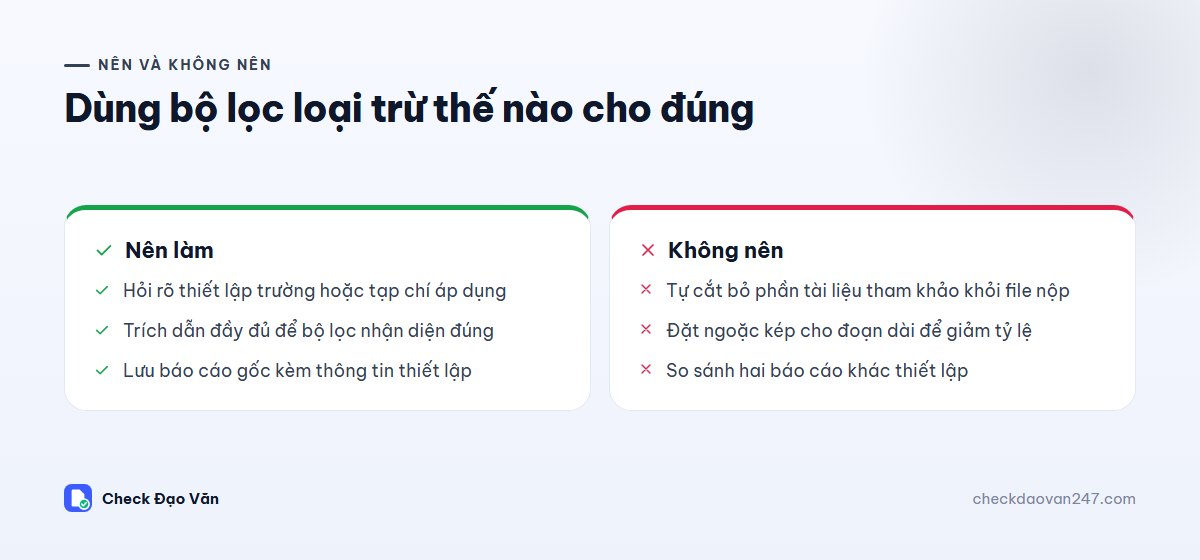 NÊN VÀ KHÔNG NÊN
Dùng bộ lọc loại trừ thế nào cho đúng
Nên làm
Hỏi rõ thiết lập trường hoặc tạp chí áp dụng
Trích dẫn đầy đủ để bộ lọc nhận diện đúng
Lưu báo cáo gốc kèm thông tin thiết lập
Không nên
Tự cắt bỏ phần tài liệu tham khảo khỏi file nộp
Đặt ngoặc kép cho đoạn dài để giảm tỷ lệ
So sánh hai báo cáo khác thiết lập
Check Đạo Văn
checkdaovan247.com